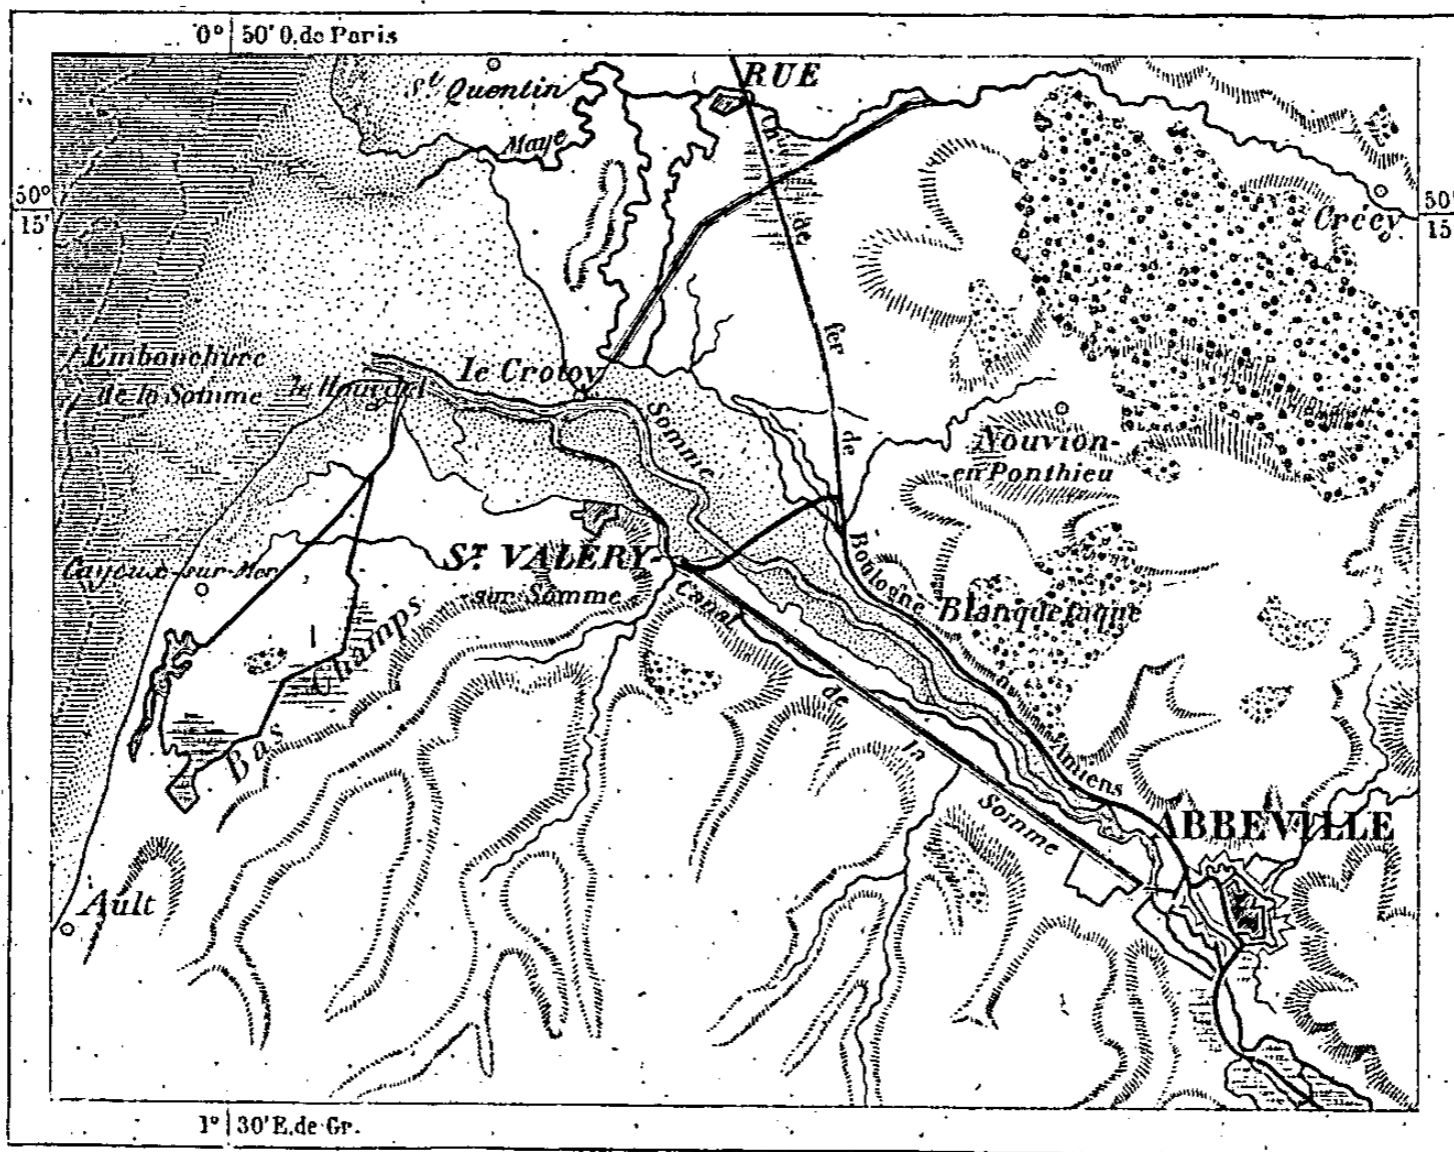 0° 50' O. de Paris
St Quentin
RUE
Maye
50°
15'
50°
15'
Crécy
Chin
de
fer
de
Boulogne
Amiens
Embouchure
de la Somme
le Hourdel
le Crotoy
Somme
Nouvion-
en Ponthieu
ST VALERY-
sur Somme
Cayeux-sur-Mer
Blanquetaque
Canal
de
la
Somme
Bas Champs
ABBEVILLE
Ault
1° 30' E. de Gr.